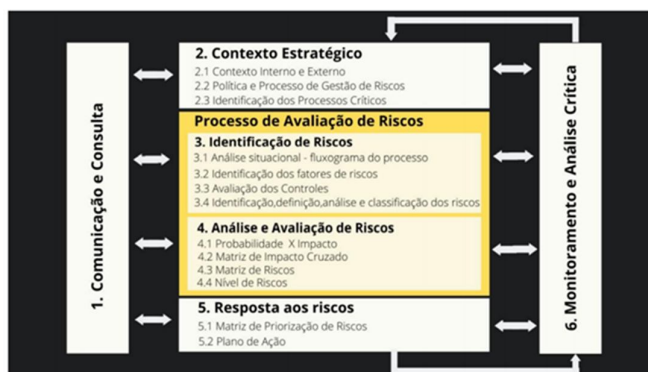 1. Comunicação e Consulta
2. Contexto Estratégico
2.1 Contexto Interno e Externo
2.2 Política e Processo de Gestão de Riscos
2.3 Identificação dos Processos Críticos
Processo de Avaliação de Riscos
3. Identificação de Riscos
3.1 Análise situacional - fluxograma do processo
3.2 Identificação dos fatores de riscos
3.3 Avaliação dos Controles
3.4 Identificação,definição,análise e classificação dos riscos
4. Análise e Avaliação de Riscos
4.1 Probabilidade X Impacto
4.2 Matriz de Impacto Cruzado
4.3 Matriz de Riscos
4.4 Nível de Riscos
5. Resposta aos riscos
5.1 Matriz de Priorização de Riscos
5.2 Plano de Ação
6. Monitoramento e Análise Crítica